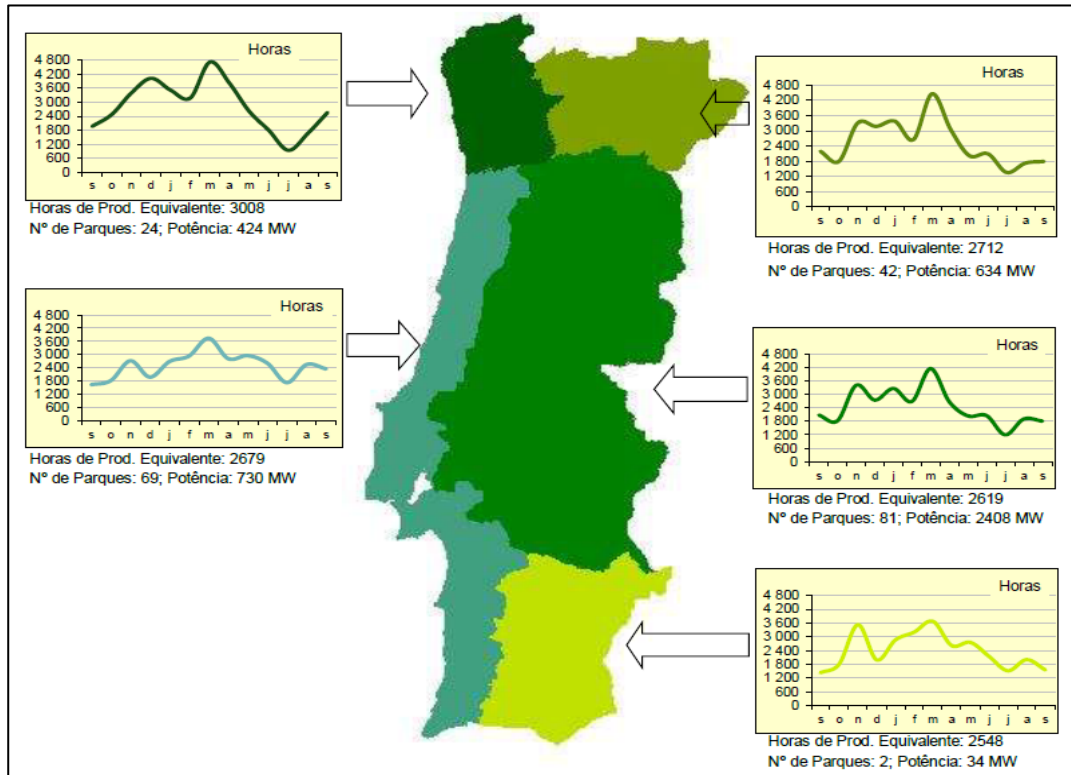 Horas
4 800
4 200
3 600
3 000
2 400
1 800
1 200
600
0
s o n d j f m a m j j a s
Horas de Prod. Equivalente: 3008
Nº de Parques: 24; Potência: 424 MW
Horas
4 800
4 200
3 600
3 000
2 400
1 800
1 200
600
0
s o n d j f m a m j j a s
Horas de Prod. Equivalente: 2712
Nº de Parques: 42; Potência: 634 MW
Horas
4 800
4 200
3 600
3 000
2 400
1 800
1 200
600
0
s o n d j f m a m j j a s
Horas de Prod. Equivalente: 2679
Nº de Parques: 69; Potência: 730 MW
Horas
4 800
4 200
3 600
3 000
2 400
1 800
1 200
600
0
s o n d j f m a m j j a s
Horas de Prod. Equivalente: 2619
Nº de Parques: 81; Potência: 2408 MW
Horas
4 800
4 200
3 600
3 000
2 400
1 800
1 200
600
0
s o n d j f m a m j j a s
Horas de Prod. Equivalente: 2548
Nº de Parques: 2; Potência: 34 MW